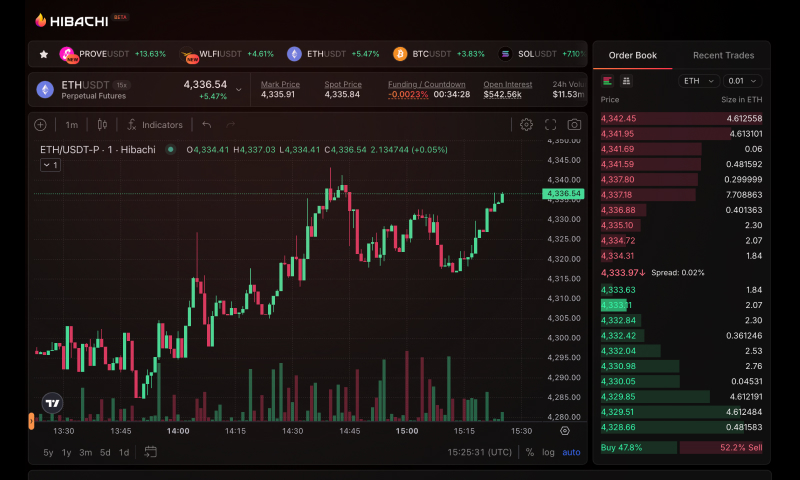 HIBACHI BETA
NEW PROVEUSDT +13.63% NEW WLFIUSDT +4.61% ETHUSDT +5.47% BTCUSDT +3.83% SOLUSDT +7.10%
ETHUSDT 15x
Perpetual Futures
4,336.54
+5.47%
Mark Price
4,335.91
Spot Price
4,335.84
Funding / Countdown
-0.0023% 00:34:28
Open Interest
$542.56k
24h Volu
$11.53m
1m Indicators
ETH/USDT-P · 1 · Hibachi O4,334.41 H4,337.03 L4,334.41 C4,336.54 2.134744 (+0.05%)
1
4,350.00
4,345.00
4,340.00
4,336.54
4,335.00
4,330.00
4,325.00
4,320.00
4,315.00
4,310.00
4,305.00
4,300.00
4,295.00
4,290.00
4,285.00
4,280.00
13:30 13:45 14:00 14:15 14:30 14:45 15:00 15:15 15:30
5y 1y 3m 5d 1d
15:25:31 (UTC) % log auto
Order Book Recent Trades
ETH 0.01
Price Size in ETH
4,342.45 4.612558
4,341.95 4.613101
4,341.69 0.06
4,341.59 0.481592
4,337.80 0.299999
4,337.18 7.708863
4,336.88 0.401363
4,335.10 2.30
4,334.72 2.07
4,334.31 1.84
4,333.97↓ Spread: 0.02%
4,333.63 1.84
4,333.31 2.07
4,332.84 2.30
4,332.42 0.361246
4,332.04 2.53
4,330.98 2.76
4,330.05 0.04531
4,329.85 4.612191
4,329.51 4.612484
4,328.66 0.481583
Buy 47.8% 52.2% Sell